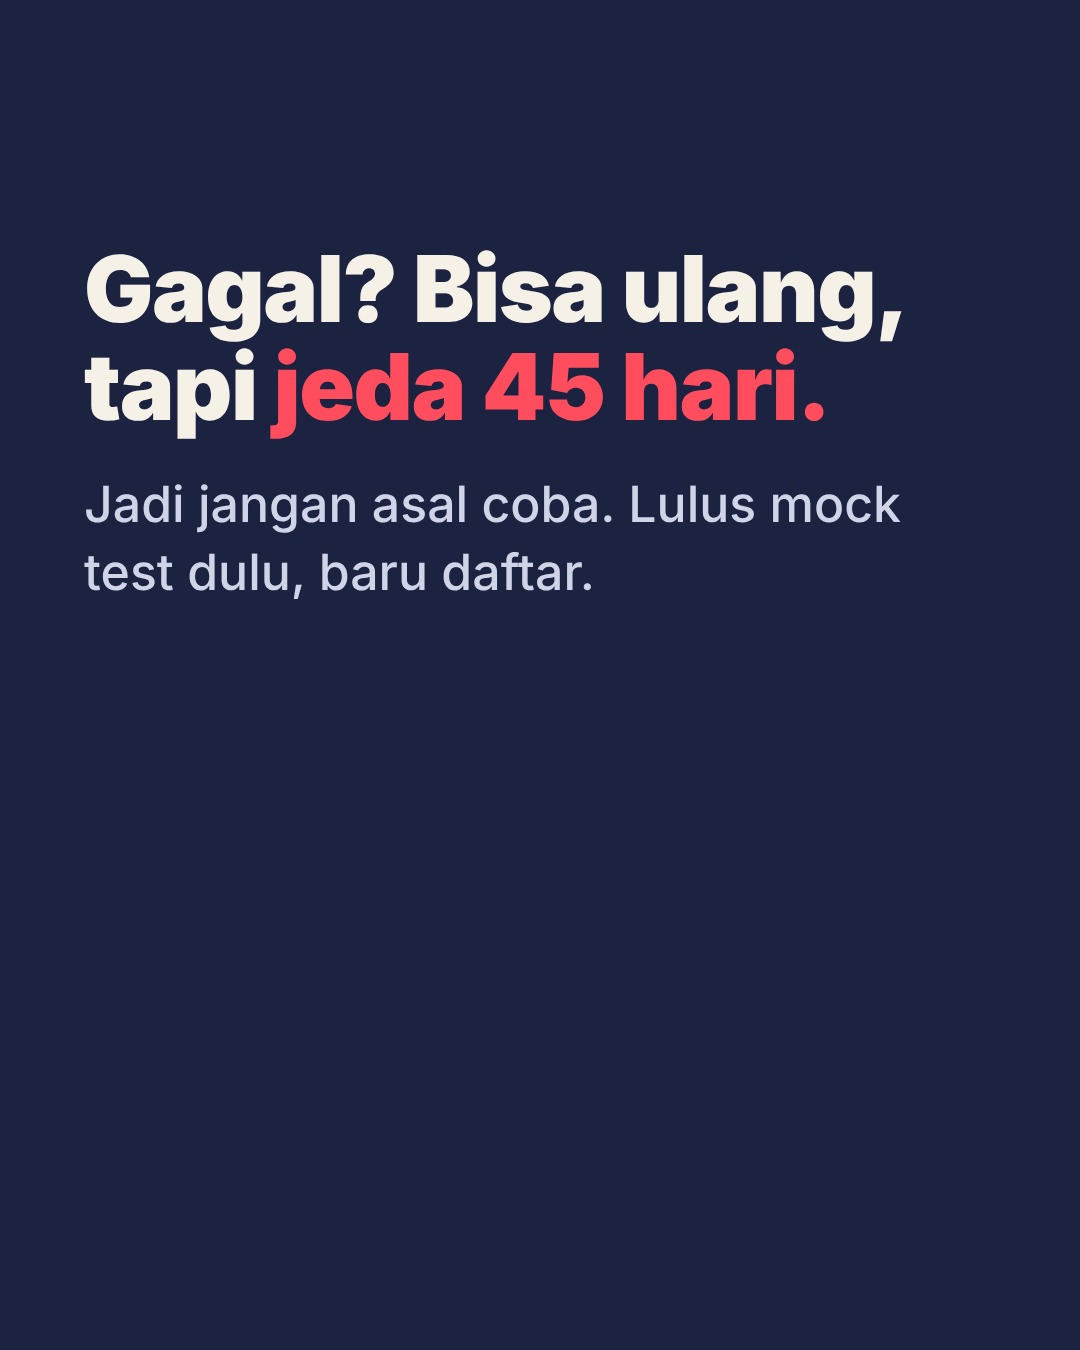 Gagal? Bisa ulang,
tapi jeda 45 hari.
Jadi jangan asal coba. Lulus mock
test dulu, baru daftar.